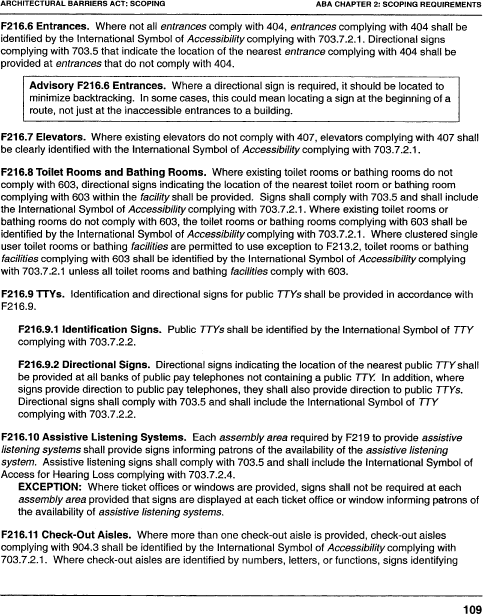 ARCHITECTURAL BARRIERS ACT: SCOPING
ABA CHAPTER 2: SCOPING REQUIREMENTS
F216.6 Entrances. Where not all entrances comply with 404, entrances complying with 404 shall be
identified by the International Symbol of Accessibility complying with 703.7.2.1. Directional signs
complying with 703.5 that indicate the location of the nearest entrance complying with 404 shall be
provided at entrances that do not comply with 404.
Advisory F216.6 Entrances. Where a directional sign is required, it should be located to
minimize backtracking. In some cases, this could mean locating a sign at the beginning of a
route, not just at the inaccessible entrances to a building.
F216.7 Elevators. Where existing elevators do not comply with 407, elevators complying with 407 shall
be clearly identified with the International Symbol of Accessibility complying with 703.7.2.1.
F216.8 Toilet Rooms and Bathing Rooms. Where existing toilet rooms or bathing rooms do not
comply with 603, directional signs indicating the location of the nearest toilet room or bathing room
complying with 603 within the facility shall be provided. Signs shall comply with 703.5 and shall include
the International Symbol of Accessibility complying with 703.7.2.1. Where existing toilet rooms or
bathing rooms do not comply with 603, the toilet rooms or bathing rooms complying with 603 shall be
identified by the International Symbol of Accessibility complying with 703.7.2.1. Where clustered single
user toilet rooms or bathing facilities are permitted to use exception to F213.2, toilet rooms or bathing
facilities complying with 603 shall be identified by the International Symbol of Accessibility complying
with 703.7.2.1 unless all toilet rooms and bathing facilities comply with 603.
F216.9 TTYs. Identification and directional signs for public TTYs shall be provided in accordance with
F216.9.
F216.9.1 Identification Signs. Public TTYs shall be identified by the International Symbol of TTY
complying with 703.7.2.2.
F216.9.2 Directional Signs. Directional signs indicating the location of the nearest public TTY shall
be provided at all banks of public pay telephones not containing a public TTY. In addition, where
signs provide direction to public pay telephones, they shall also provide direction to public TTYs.
Directional signs shall comply with 703.5 and shall include the International Symbol of TTY
complying with 703.7.2.2.
F216.10 Assistive Listening Systems. Each assembly area required by F219 to provide assistive
listening systems shall provide signs informing patrons of the availability of the assistive listening
system. Assistive listening signs shall comply with 703.5 and shall include the International Symbol of
Access for Hearing Loss complying with 703.7.2.4.
EXCEPTION: Where ticket offices or windows are provided, signs shall not be required at each
assembly area provided that signs are displayed at each ticket office or window informing patrons of
the availability of assistive listening systems.
F216.11 Check-Out Aisles. Where more than one check-out aisle is provided, check-out aisles
complying with 904.3 shall be identified by the International Symbol of Accessibility complying with
703.7.2.1. Where check-out aisles are identified by numbers, letters, or functions, signs identifying
109